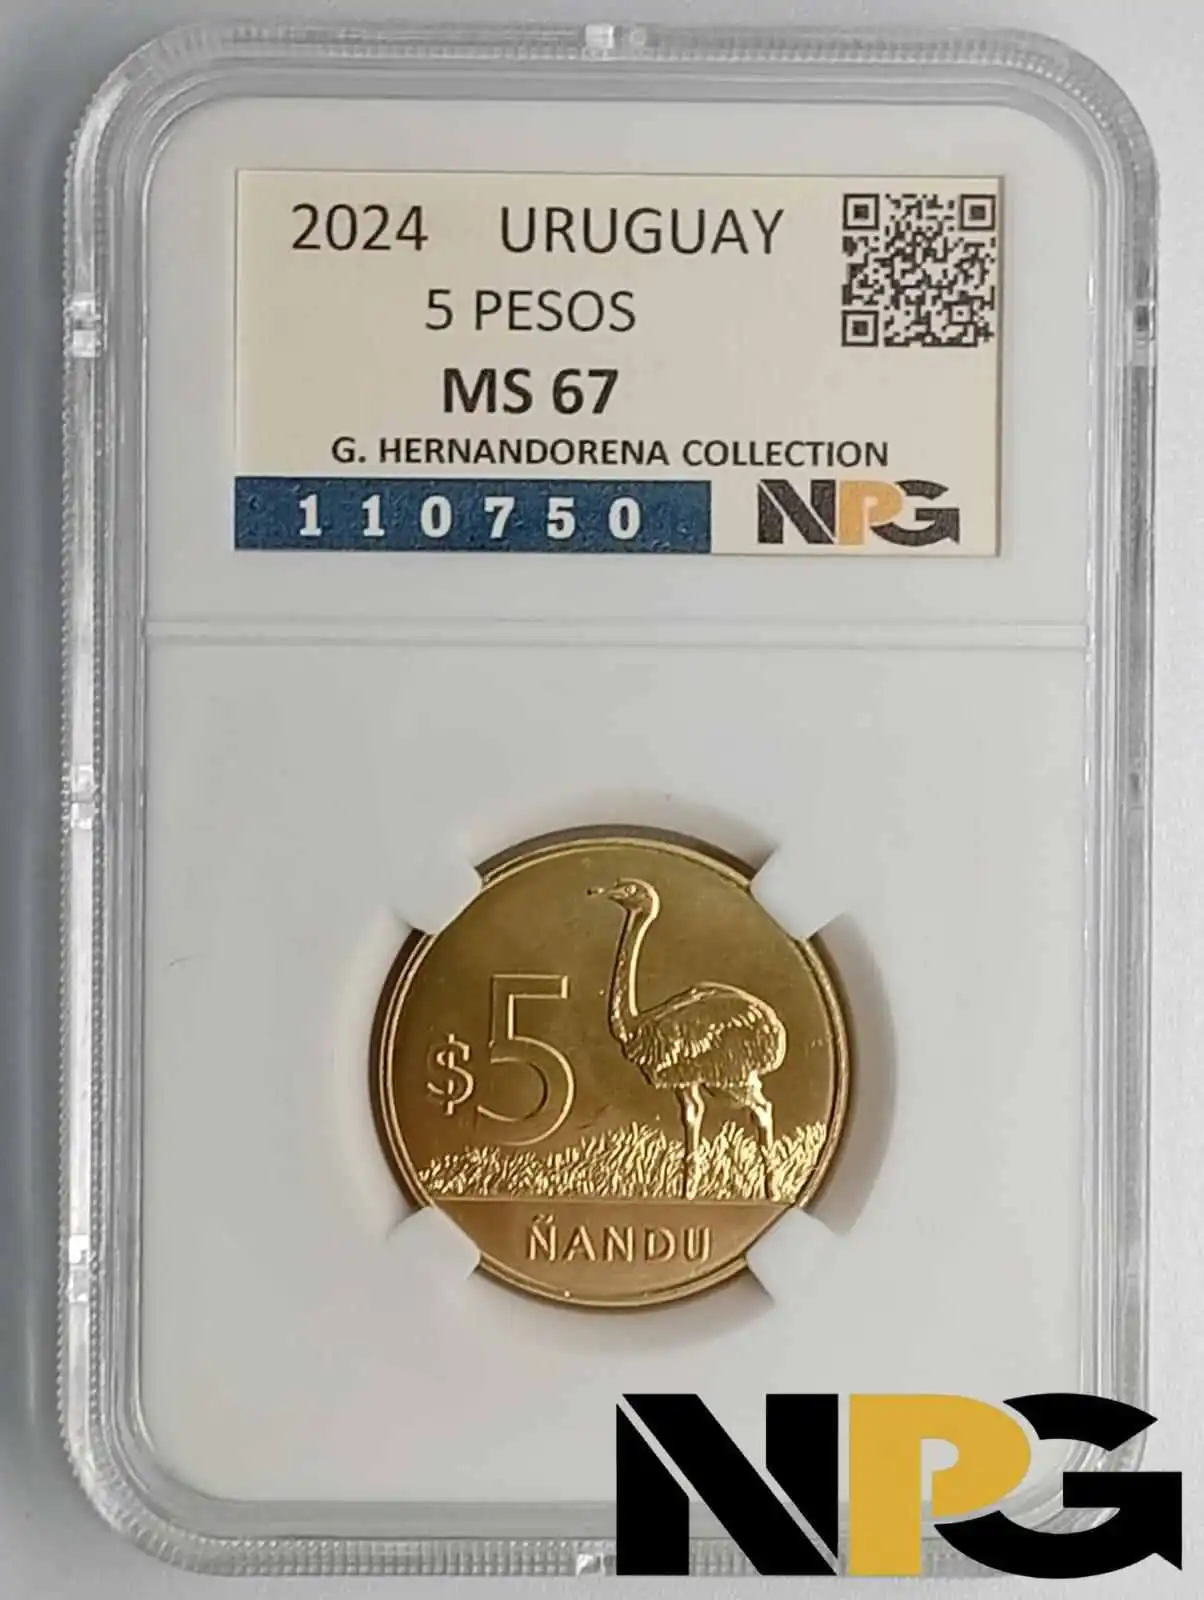 2024 URUGUAY
5 PESOS
MS 67
G. HERNANDORENA COLLECTION
110750 NPG
$5
ÑANDU
NPG